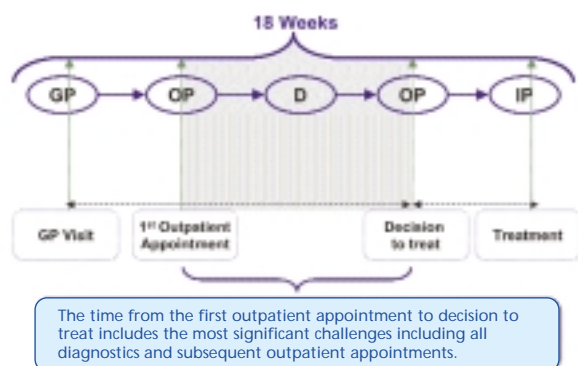 18 Weeks
GP OP D OP IP
GP Visit
1st Outpatient
Appointment
Decision
to treat
Treatment
The time from the first outpatient appointment to decision to
treat includes the most significant challenges including all
diagnostics and subsequent outpatient appointments.